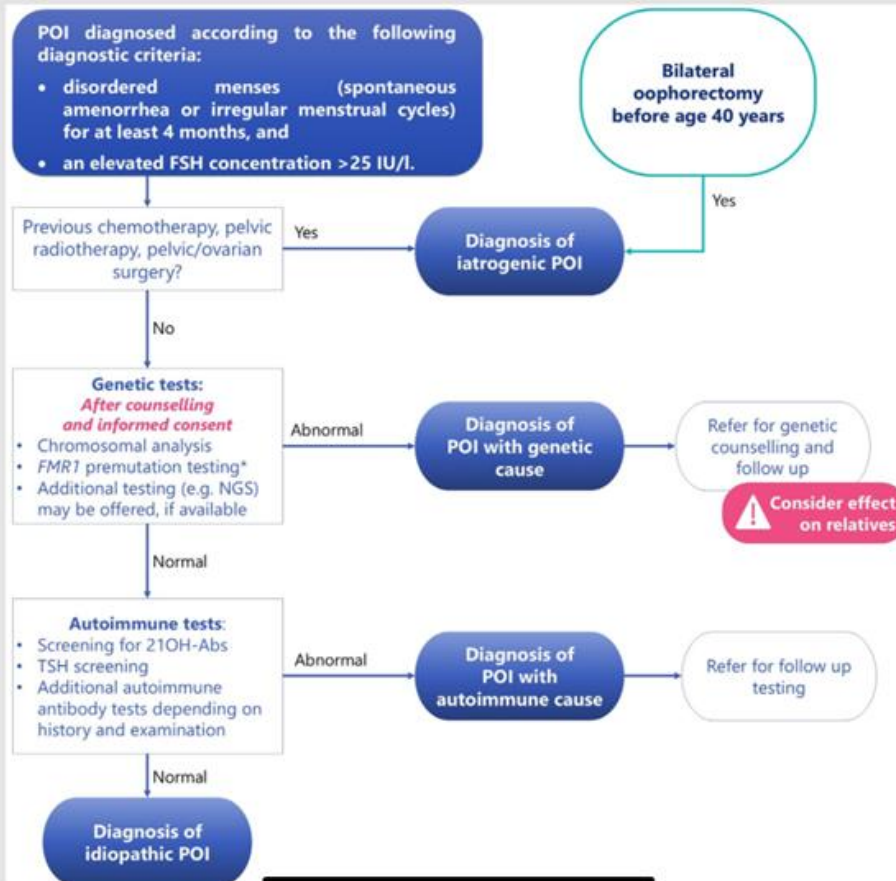 POI diagnosed according to the following
diagnostic criteria:
• disordered menses (spontaneous
amenorrhea or irregular menstrual cycles)
for at least 4 months, and
• an elevated FSH concentration >25 IU/l.
Bilateral
oophorectomy
before age 40 years
Yes
Previous chemotherapy, pelvic
radiotherapy, pelvic/ovarian
surgery?
Yes
Diagnosis of
iatrogenic POI
No
Genetic tests:
After counselling
and informed consent
• Chromosomal analysis
• FMR1 premutation testing*
• Additional testing (e.g. NGS)
may be offered, if available
Abnormal
Diagnosis of
POI with genetic
cause
Refer for genetic
counselling and
follow up
Consider effect
on relatives
Normal
Autoimmune tests:
• Screening for 21OH-Abs
• TSH screening
• Additional autoimmune
antibody tests depending on
history and examination
Abnormal
Diagnosis of
POI with
autoimmune cause
Refer for follow up
testing
Normal
Diagnosis of
idiopathic POI